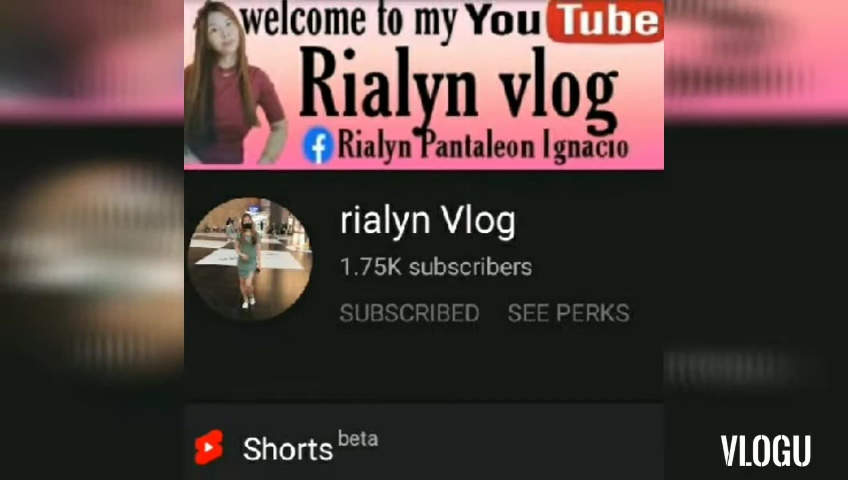 welcome to my YouTube
Rialyn vlog
Rialyn Pantaleon Ignacio
rialyn Vlog
1.75K subscribers
SUBSCRIBED SEE PERKS
Shorts beta
VLOGU